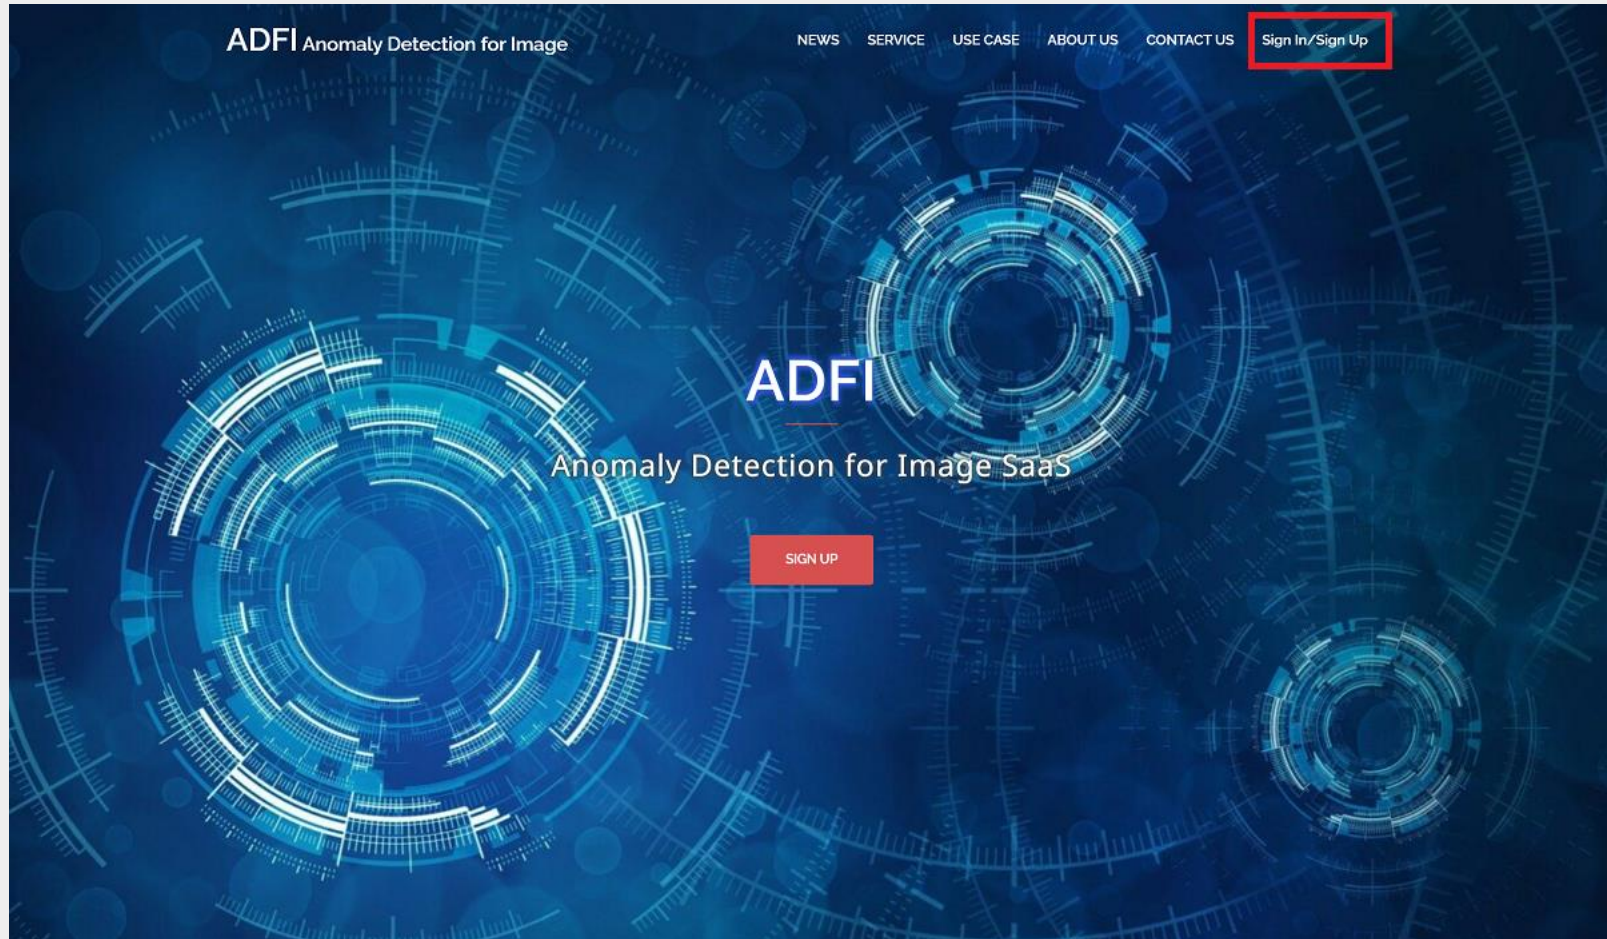 ADFI Anomaly Detection for Image
NEWS SERVICE USE CASE ABOUT US CONTACT US Sign In/Sign Up
ADFI
Anomaly Detection for Image SaaS
SIGN UP